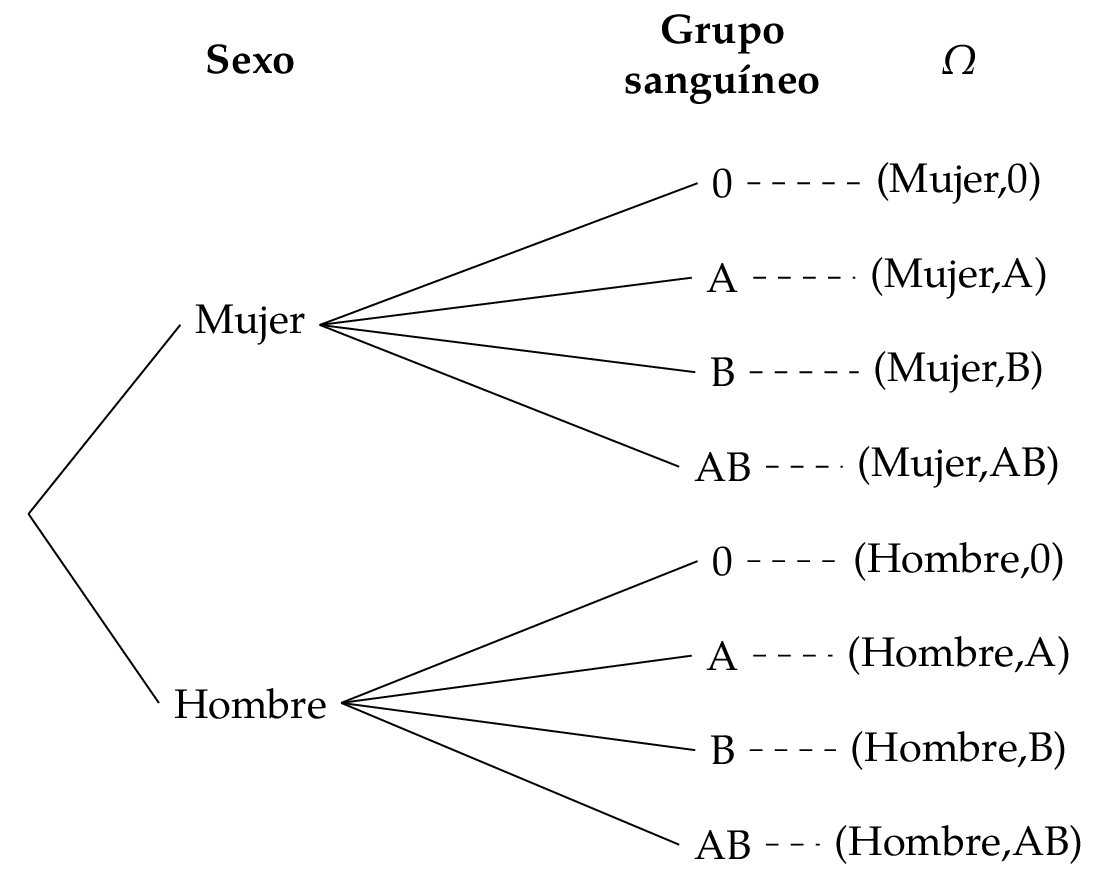 Sexo
Grupo
sanguíneo
Ω
0 (Mujer,0)
A (Mujer,A)
Mujer
B (Mujer,B)
AB (Mujer,AB)
0 (Hombre,0)
A (Hombre,A)
Hombre
B (Hombre,B)
AB (Hombre,AB)